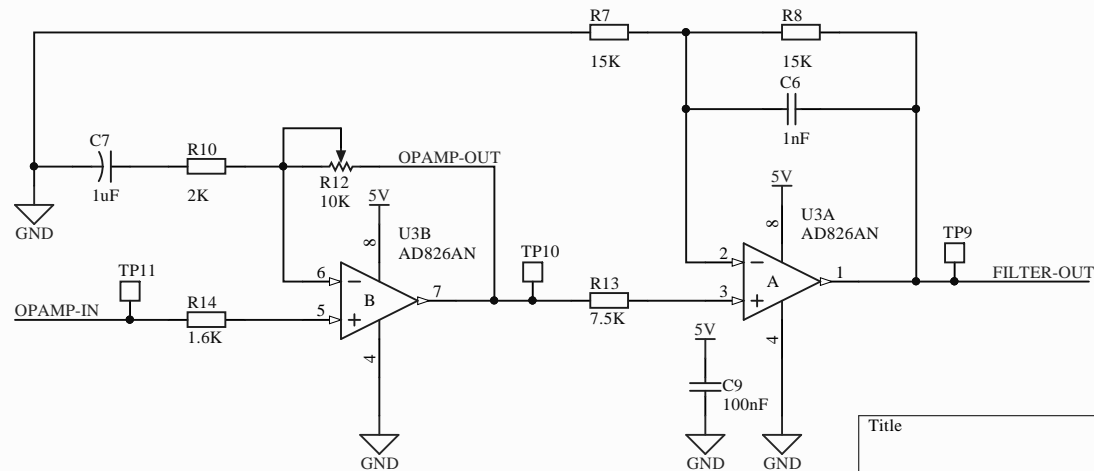 R7
R8
15K
15K
C6
1nF
C7
R10
OPAMP-OUT
1uF
2K
R12
10K
5V
5V
GND
8
U3B
AD826AN
8
U3A
AD826AN
TP11
TP10
TP9
6
B
7
2
A
1
FILTER-OUT
OPAMP-IN
R14
5
1.6K
R13
3
7.5K
4
5V
4
C9
100nF
GND
GND
GND
Title